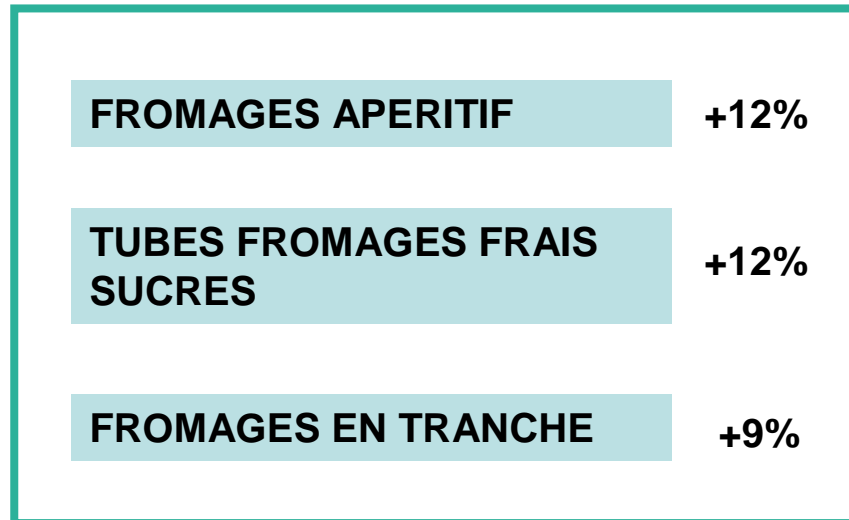 FROMAGES APERITIF +12%
TUBES FROMAGES FRAIS
SUCRES +12%
FROMAGES EN TRANCHE +9%